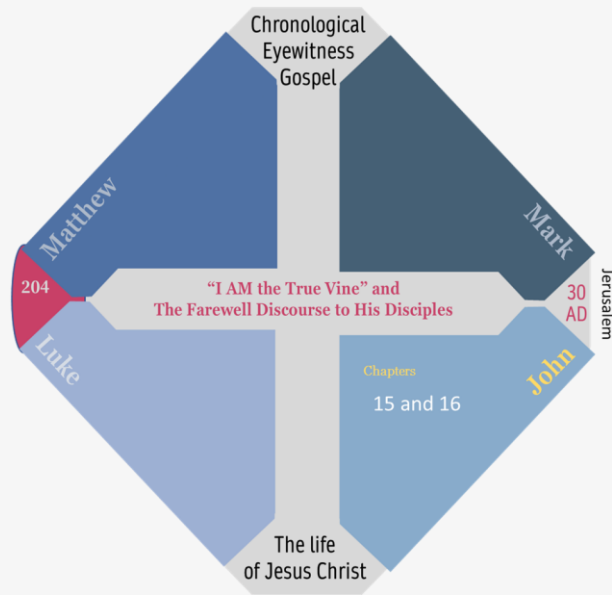 Chronological
Eyewitness
Gospel
Matthew
Mark
204
“I AM the True Vine” and
The Farewell Discourse to His Disciples
30
AD
Jerusalem
Luke
John
Chapters
15 and 16
The life
of Jesus Christ